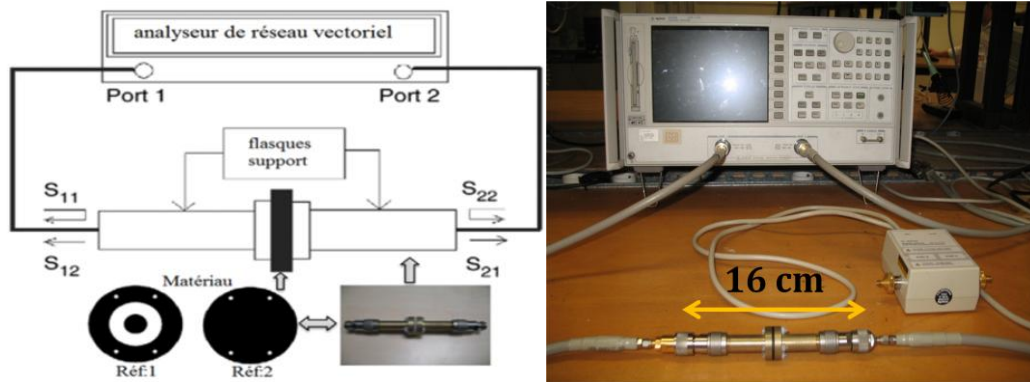 analyseur de réseau vectoriel
Port 1
Port 2
flasques
support
S11
S22
S12
S21
Matériau
Réf:1
Réf:2
16 cm